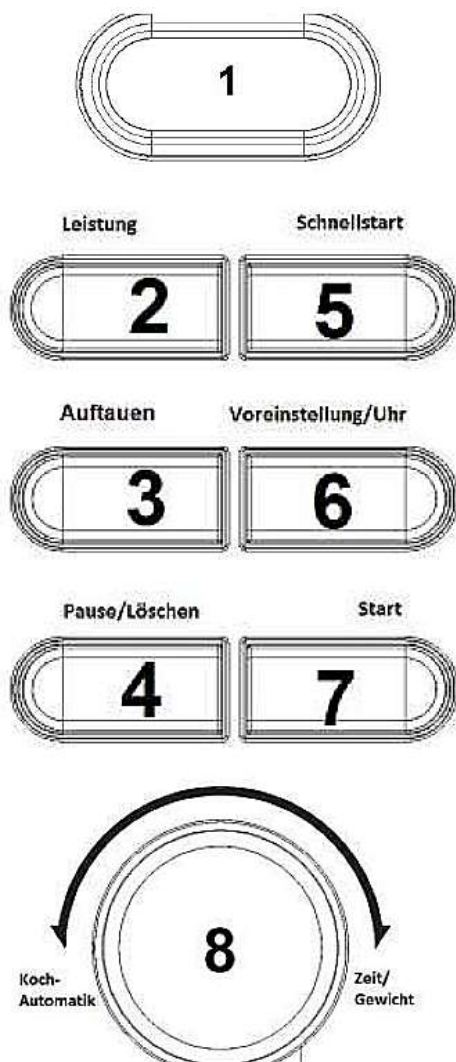 1
Leistung Schnellstart
2 5
Auftauen Voreinstellung/Uhr
3 6
Pause/Löschen Start
4 7
8
Koch- Zeit/
Automatik Gewicht